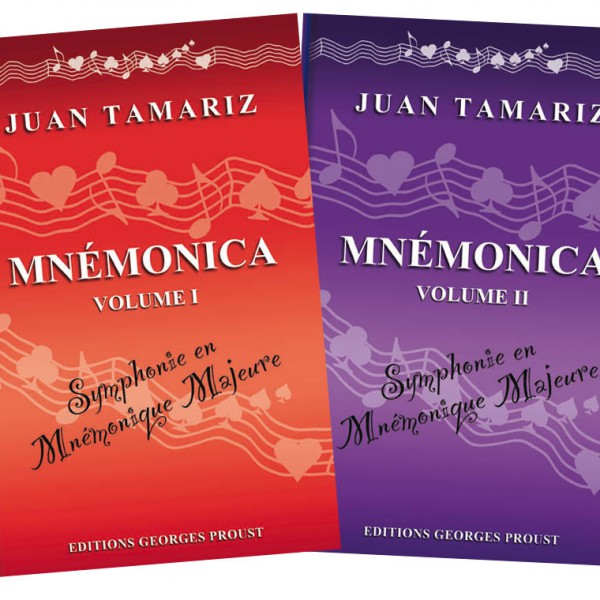 JUAN TAMARIZ
MNÉMONICA
VOLUME I
Symphonie en
Mnémonique Majeure
EDITIONS GEORGES PROUST
JUAN TAMARIZ
MNÉMONICA
VOLUME II
Symphonie en
Mnémonique Majeure
EDITIONS GEORGES PROUST